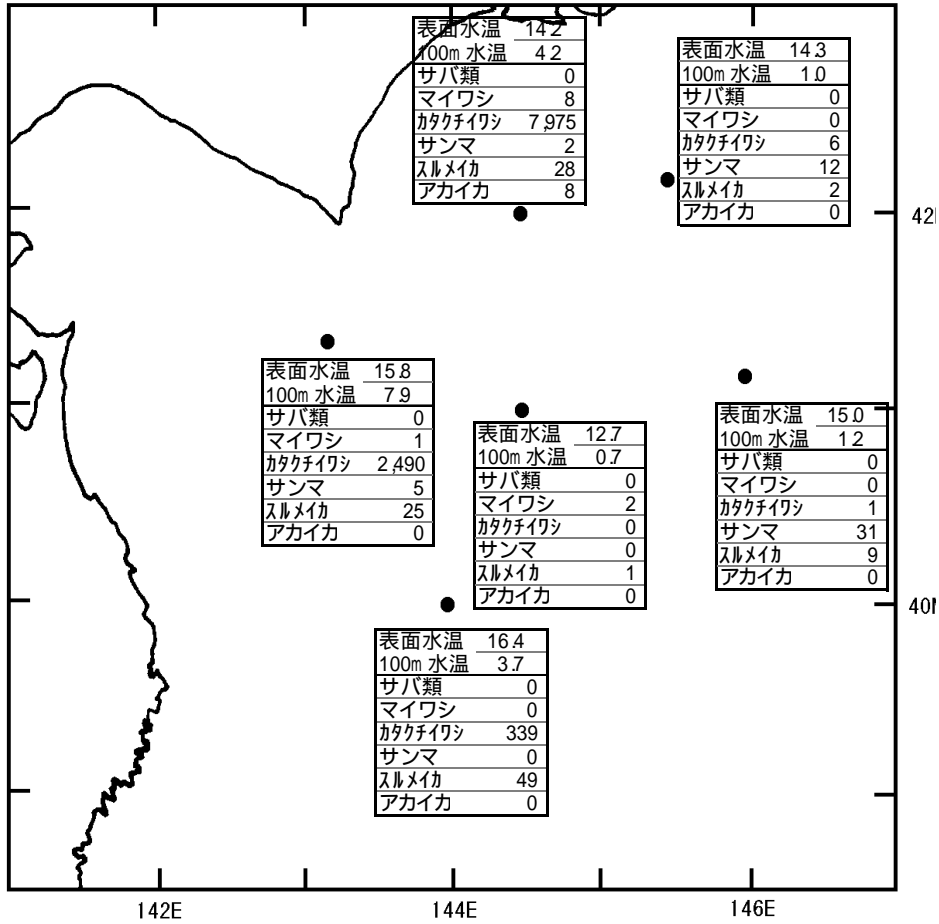 表面水温 14.2
100m 水温 4.2
サバ類 0
マイワシ 8
カタクチイワシ 7,975
サンマ 2
スルメイカ 28
アカイカ 8
表面水温 14.3
100m 水温 1.0
サバ類 0
マイワシ 0
カタクチイワシ 6
サンマ 12
スルメイカ 2
アカイカ 0
表面水温 15.8
100m 水温 7.9
サバ類 0
マイワシ 1
カタクチイワシ 2,490
サンマ 5
スルメイカ 25
アカイカ 0
表面水温 12.7
100m 水温 0.7
サバ類 0
マイワシ 2
カタクチイワシ 0
サンマ 0
スルメイカ 1
アカイカ 0
表面水温 15.0
100m 水温 1.2
サバ類 0
マイワシ 0
カタクチイワシ 1
サンマ 31
スルメイカ 9
アカイカ 0
表面水温 16.4
100m 水温 3.7
サバ類 0
マイワシ 0
カタクチイワシ 339
サンマ 0
スルメイカ 49
アカイカ 0
42N
40N
142E 144E 146E